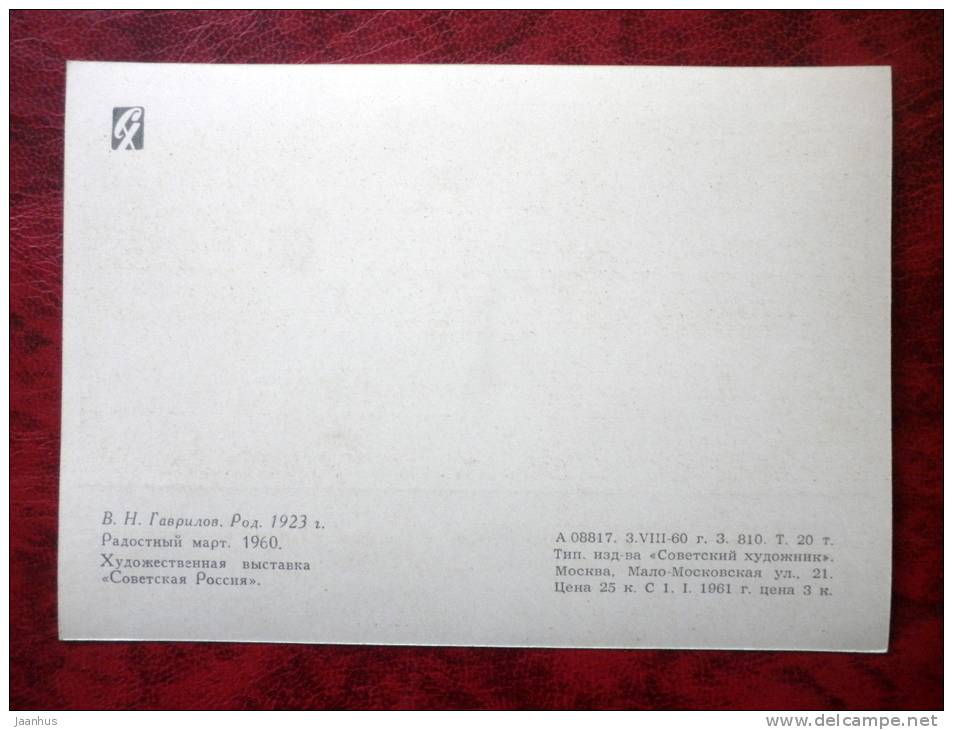 СХ
В. Н. Гаврилов. Род. 1923 г.
Радостный март. 1960.
Художественная выставка
«Советская Россия».
А 08817. 3.VIII-60 г. З. 810. Т. 20 т.
Тип. изд-ва «Советский художник».
Москва, Мало-Московская ул., 21.
Цена 25 к. С 1. I. 1961 г. цена 3 к.
jaanhus
www.delcampe.net